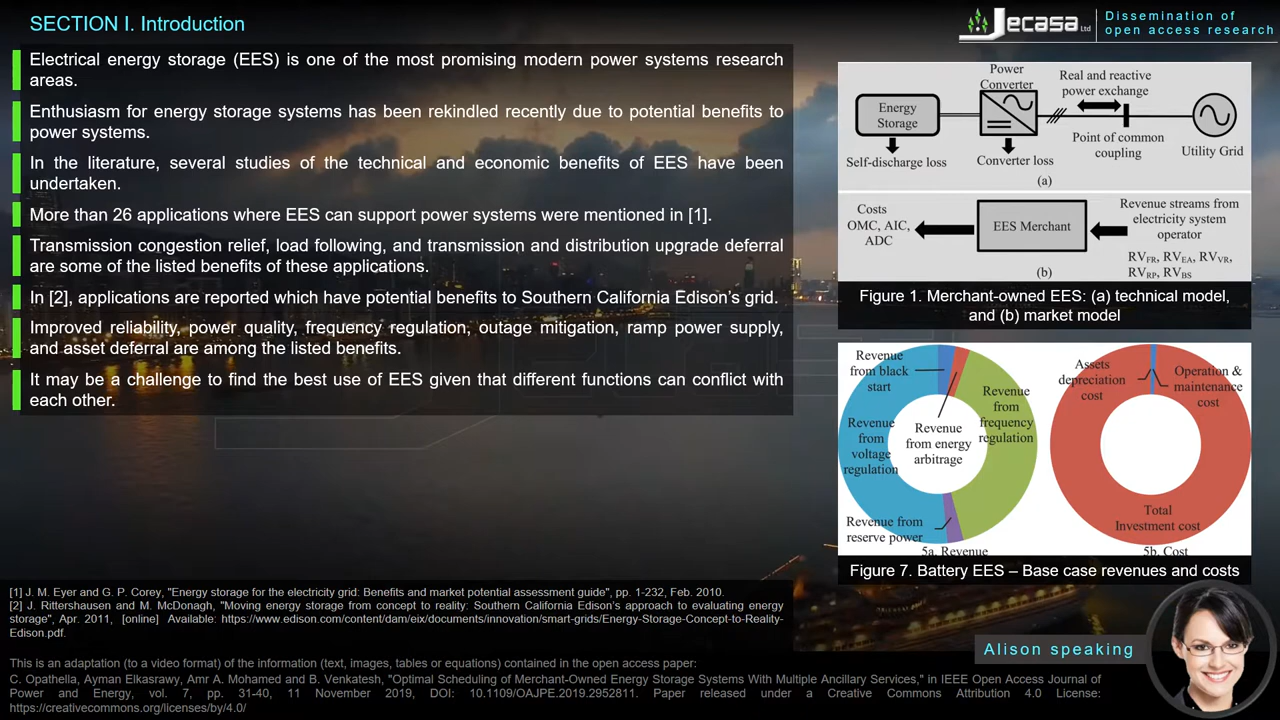 SECTION I. Introduction
Jecasa Ltd
Dissemination of
open access research
Electrical energy storage (EES) is one of the most promising modern power systems research
areas.
Enthusiasm for energy storage systems has been rekindled recently due to potential benefits to
power systems.
In the literature, several studies of the technical and economic benefits of EES have been
undertaken.
More than 26 applications where EES can support power systems were mentioned in [1].
Transmission congestion relief, load following, and transmission and distribution upgrade deferral
are some of the listed benefits of these applications.
In [2], applications are reported which have potential benefits to Southern California Edison's grid.
Improved reliability, power quality, frequency regulation, outage mitigation, ramp power supply,
and asset deferral are among the listed benefits.
It may be a challenge to find the best use of EES given that different functions can conflict with
each other.
Power
Converter
Real and reactive
power exchange
Energy
Storage
Point of common
coupling
Utility Grid
Self-discharge loss
Converter loss
(a)
Costs
OMC, AIC,
ADC
EES Merchant
Revenue streams from
electricity system
operator
RVFR, RVEA, RVVR,
RVRP, RVBS
(b)
Figure 1. Merchant-owned EES: (a) technical model,
and (b) market model
Revenue
from black
start
Revenue
from energy
arbitrage
Revenue
from
frequency
regulation
Revenue
from
voltage
regulation
Revenue from
reserve power
5a. Revenue
Assets
depreciation
cost
Operation &
maintenance
cost
Total
Investment cost
5b. Cost
Figure 7. Battery EES – Base case revenues and costs
[1] J. M. Eyer and G. P. Corey, "Energy storage for the electricity grid: Benefits and market potential assessment guide", pp. 1-232, Feb. 2010.
[2] J. Rittershausen and M. McDonagh, "Moving energy storage from concept to reality: Southern California Edison's approach to evaluating energy
storage", Apr. 2011, [online] Available: https://www.edison.com/content/dam/eix/documents/innovation/smart-grids/Energy-Storage-Concept-to-Reality-
Edison.pdf.
Alison speaking
This is an adaptation (to a video format) of the information (text, images, tables or equations) contained in the open access paper:
C. Opathella, Ayman Elkasrawy, Amr A. Mohamed and B. Venkatesh, "Optimal Scheduling of Merchant-Owned Energy Storage Systems With Multiple Ancillary Services," in IEEE Open Access Journal of
Power and Energy, vol. 7, pp. 31-40, 11 November 2019, DOI: 10.1109/OAJPE.2019.2952811. Paper released under a Creative Commons Attribution 4.0 License:
https://creativecommons.org/licenses/by/4.0/